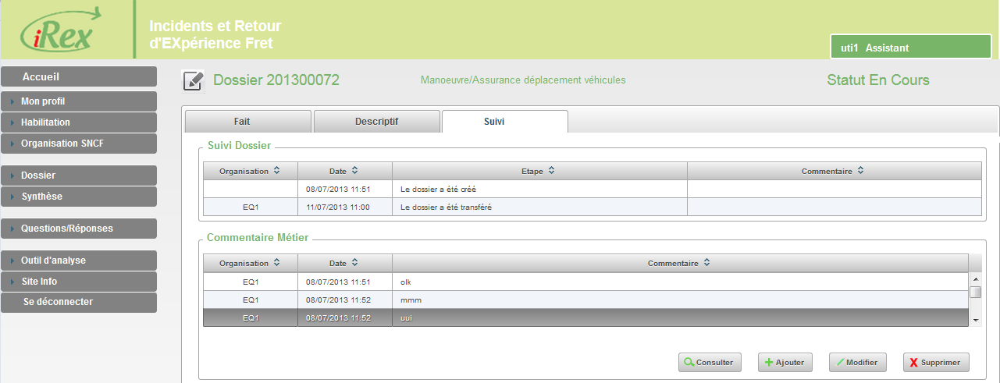 iRex
Incidents et Retour
d'EXpérience Fret
uti1 Assistant
Accueil
Mon profil
Habilitation
Organisation SNCF
Dossier
Synthèse
Questions/Réponses
Outil d'analyse
Site Info
Se déconnecter
Dossier 201300072 Manoeuvre/Assurance déplacement véhicules Statut En Cours
Fait Descriptif Suivi
Suivi Dossier
Organisation Date Etape Commentaire
08/07/2013 11:51 Le dossier a été créé
EQ1 11/07/2013 11:00 Le dossier a été transféré
Commentaire Métier
Organisation Date Commentaire
EQ1 08/07/2013 11:51 olk
EQ1 08/07/2013 11:52 mmm
EQ1 08/07/2013 11:52 uui
Consulter Ajouter Modifier Supprimer